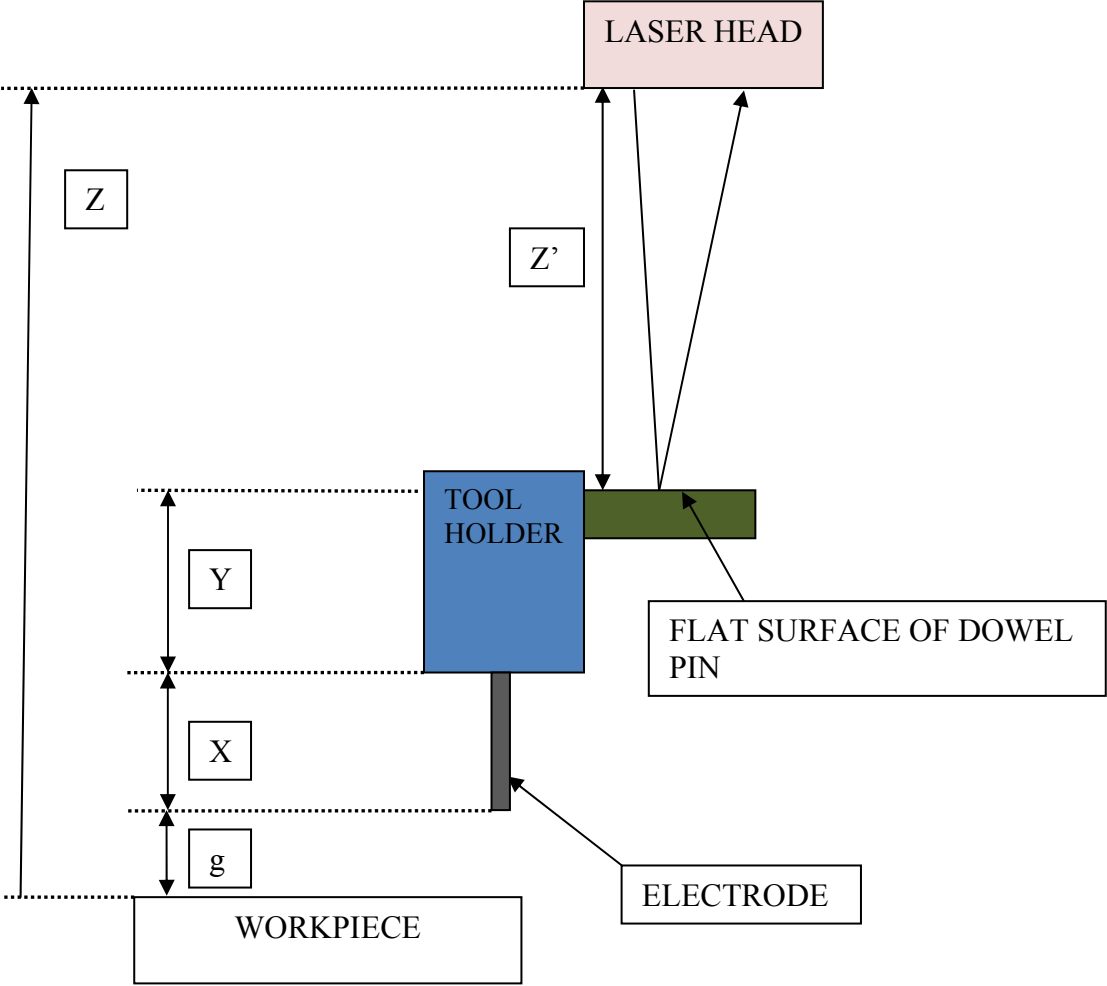 LASER HEAD
Z
Z’
TOOL
HOLDER
Y
FLAT SURFACE OF DOWEL
PIN
X
g
ELECTRODE
WORKPIECE